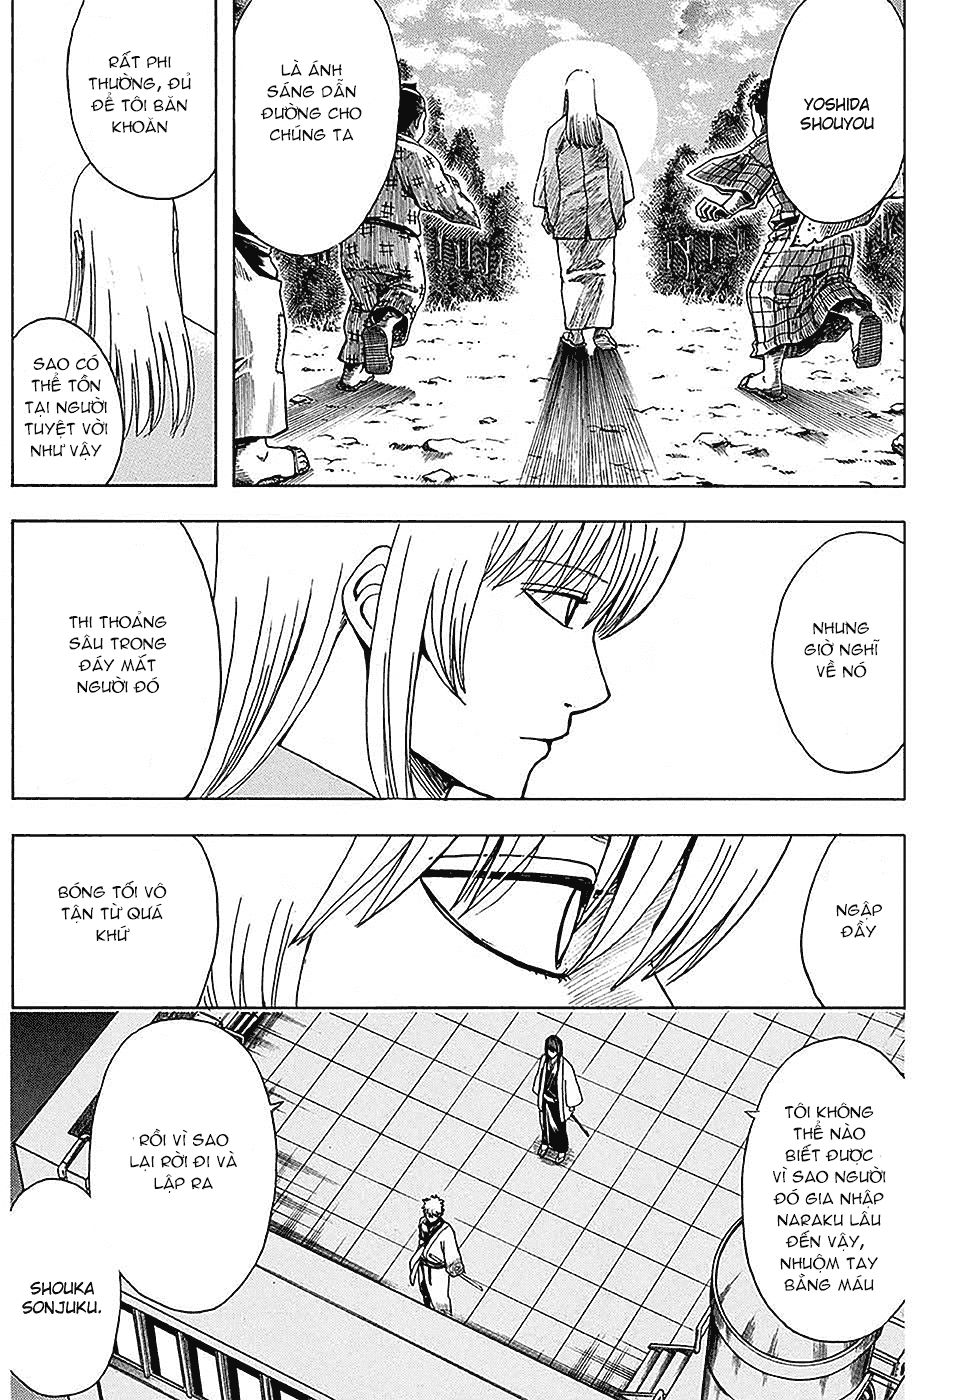 YOSHIDA
SHOUYOU
LÀ ÁNH
SÁNG DẪN
ĐƯỜNG CHO
CHÚNG TA
RẤT PHI
THƯỜNG, ĐỦ
ĐỂ TÔI BĂN
KHOĂN
SAO CÓ
THỂ TỒN
TẠI NGƯỜI
TUYỆT VỜI
NHƯ VẬY
NHƯNG
GIỜ NGHĨ
VỀ NÓ
THI THOẢNG
SÂU TRONG
ĐÁY MẮT
NGƯỜI ĐÓ
NGẬP
ĐẦY
BÓNG TỐI VÔ
TẬN TỪ QUÁ
KHỨ
TÔI KHÔNG
THỂ NÀO
BIẾT ĐƯỢC
VÌ SAO NGƯỜI
ĐÓ GIA NHẬP
NARAKU LÂU
ĐẾN VẬY,
NHUỘM TAY
BẰNG MÁU
RỒI VÌ SAO
LẠI RỜI ĐI VÀ
LẬP RA
SHOUKA
SONJUKU.